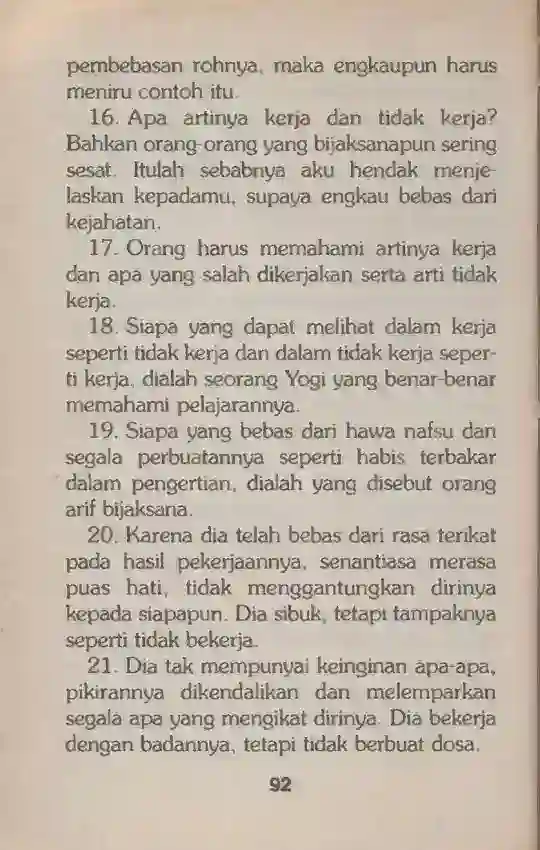 pembebasan rohnya, maka engkaupun harus
meniru contoh itu.
16. Apa artinya kerja dan tidak kerja?
Bahkan orang-orang yang bijaksanapun sering
sesat. Itulah sebabnya aku hendak menje-
laskan kepadamu, supaya engkau bebas dari
kejahatan.
17. Orang harus memahami artinya kerja
dan apa yang salah dikerjakan serta arti tidak
kerja.
18. Siapa yang dapat melihat dalam kerja
seperti tidak kerja dan dalam tidak kerja seper-
ti kerja, dialah seorang Yogi yang benar-benar
memahami pelajarannya.
19. Siapa yang bebas dari hawa nafsu dan
segala perbuatannya seperti habis terbakar
dalam pengertian, dialah yang disebut orang
arif bijaksana.
20. Karena dia telah bebas dari rasa terikat
pada hasil pekerjaannya, senantiasa merasa
puas hati, tidak menggantungkan dirinya
kepada siapapun. Dia sibuk, tetapi tampaknya
seperti tidak bekerja.
21. Dia tak mempunyai keinginan apa-apa,
pikirannya dikendalikan dan melemparkan
segala apa yang mengikat dirinya. Dia bekerja
dengan badannya, tetapi tidak berbuat dosa.
92